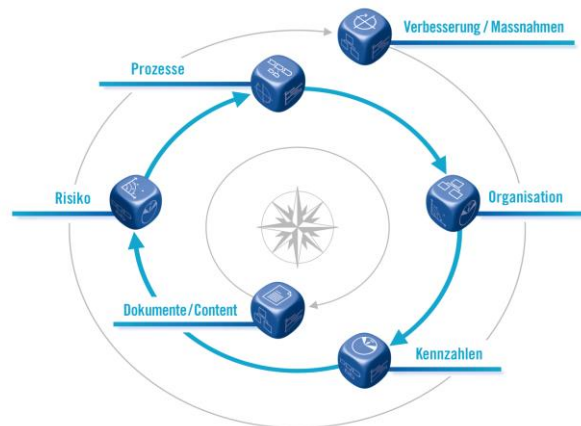 Verbesserung / Massnahmen
Prozesse
Risiko
Organisation
Dokumente/Content
Kennzahlen